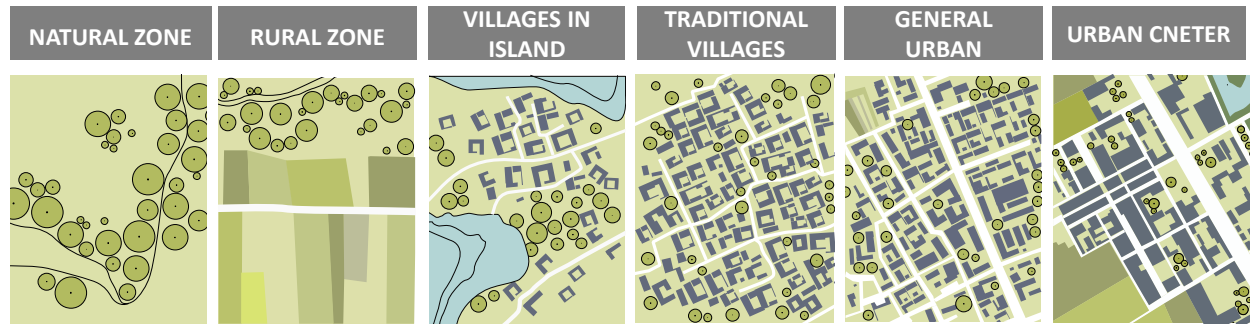 NATURAL ZONE
RURAL ZONE
VILLAGES IN
ISLAND
TRADITIONAL
VILLAGES
GENERAL
URBAN
URBAN CNETER